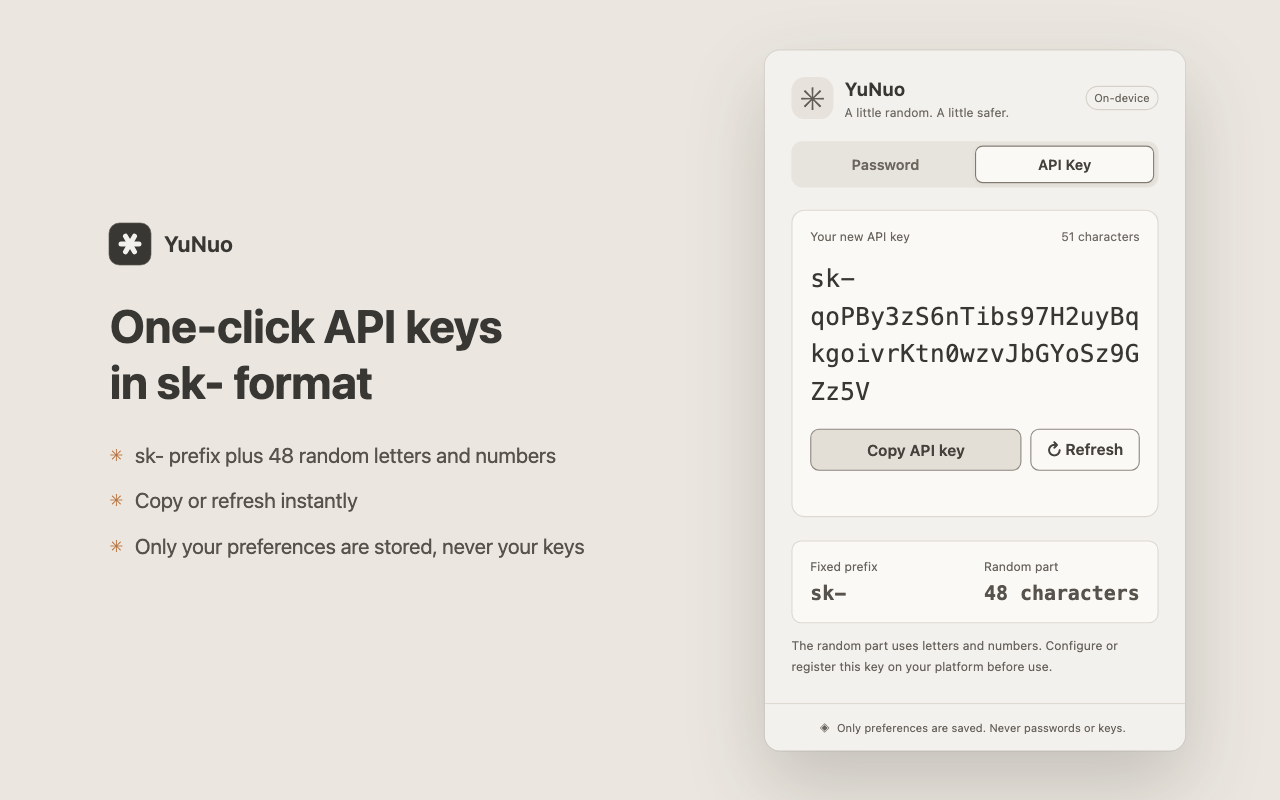 YuNuo
One-click API keys
in sk- format
sk- prefix plus 48 random letters and numbers
Copy or refresh instantly
Only your preferences are stored, never your keys
YuNuo
A little random. A little safer.
On-device
Password
API Key
Your new API key
51 characters
sk-
qoPBy3zS6nTibs97H2uyBq
kgoivrKtn0wzvJbGYoSz9G
Zz5V
Copy API key
Refresh
Fixed prefix
Random part
sk-
48 characters
The random part uses letters and numbers. Configure or
register this key on your platform before use.
Only preferences are saved. Never passwords or keys.